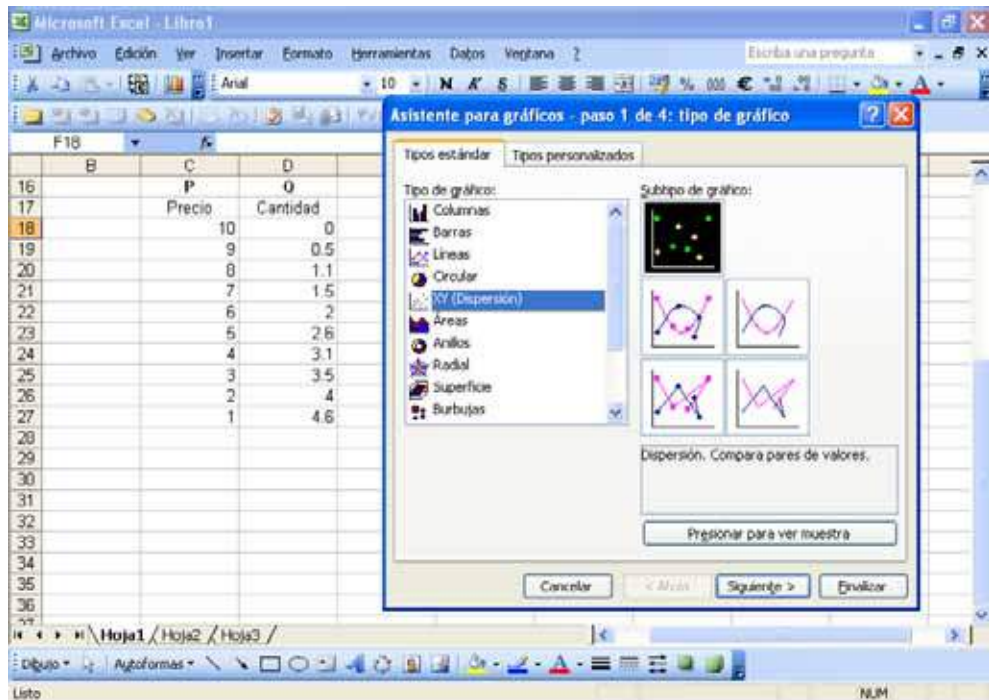 Microsoft Excel - Libro1
Archivo Edición Ver Insertar Formato Herramientas Datos Ventana ? Escriba una pregunta
Arial 10 N K S % 000 €
F18 fx
B C D
16 P Q
17 Precio Cantidad
18 10 0
19 9 0.5
20 8 1.1
21 7 1.5
22 6 2
23 5 2.6
24 4 3.1
25 3 3.5
26 2 4
27 1 4.6
28
29
30
31
32
33
34
35
36
37
Asistente para gráficos - paso 1 de 4: tipo de gráfico
Tipos estándar Tipos personalizados
Tipo de gráfico:
Columnas
Barras
Líneas
Circular
XY (Dispersión)
Áreas
Anillos
Radial
Superficie
Burbujas
Subtipo de gráfico:
Dispersión. Compara pares de valores.
Presionar para ver muestra
Cancelar < Atrás Siguiente > Finalizar
Hoja1 Hoja2 Hoja3
Dibujo Autoformas
Listo NUM